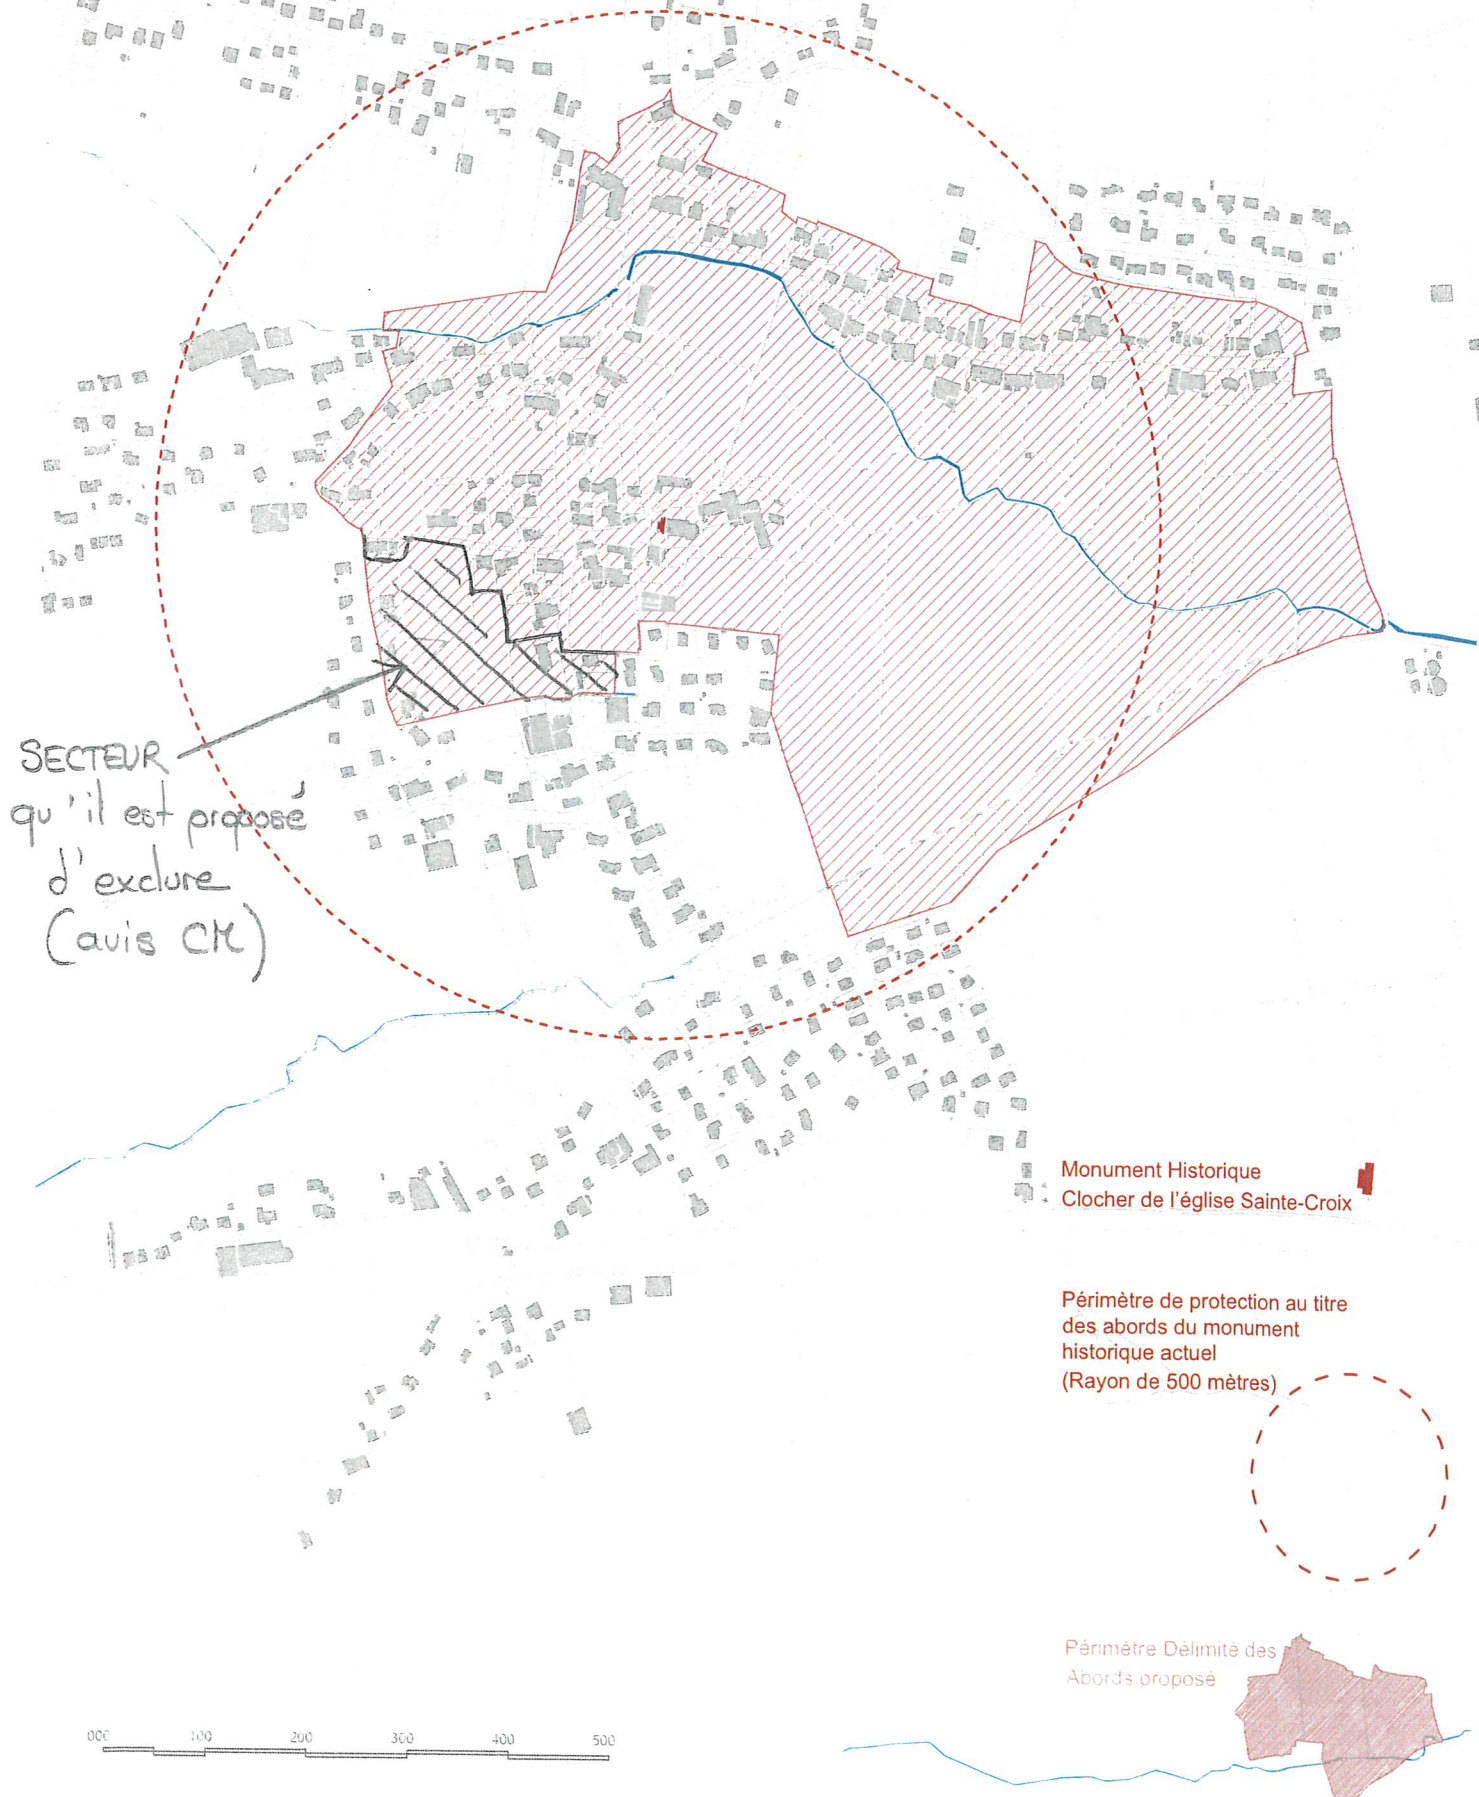 SECTEUR
qu'il est proposé
d'exclure
(avis CM)
Monument Historique
Clocher de l'église Sainte-Croix
Périmètre de protection au titre
des abords du monument
historique actuel
(Rayon de 500 mètres)
Périmètre Délimité des
Abords proposé
000 100 200 300 400 500